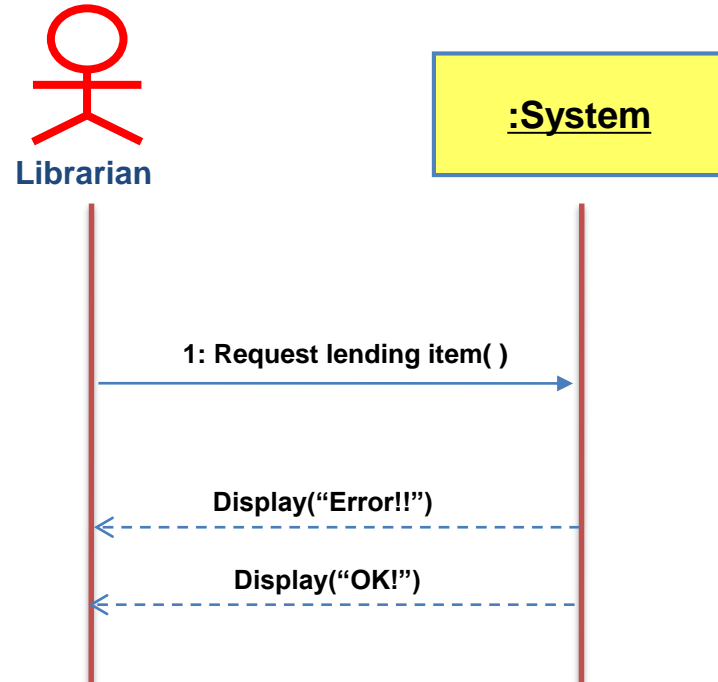 :System
Librarian
1: Request lending item( )
Display(“Error!!”)
Display(“OK!”)